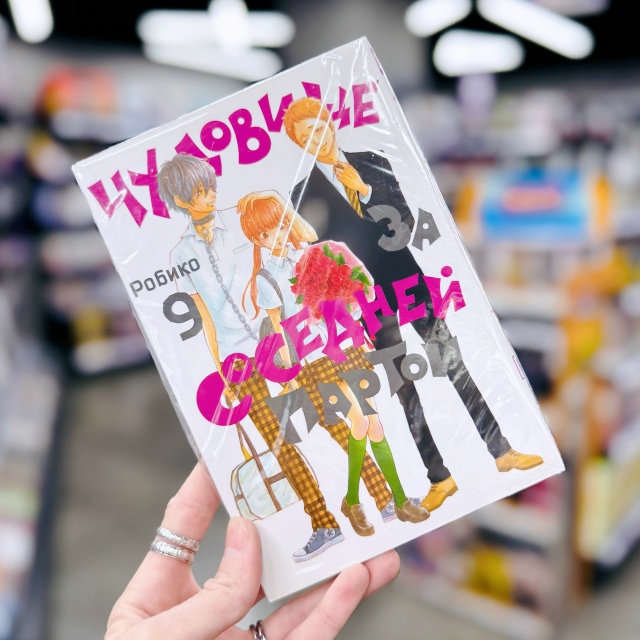 ЧУДОВИЩЕ
ЗА
Робико
9
СОСЕДНЕЙ
ПАРТОЙ